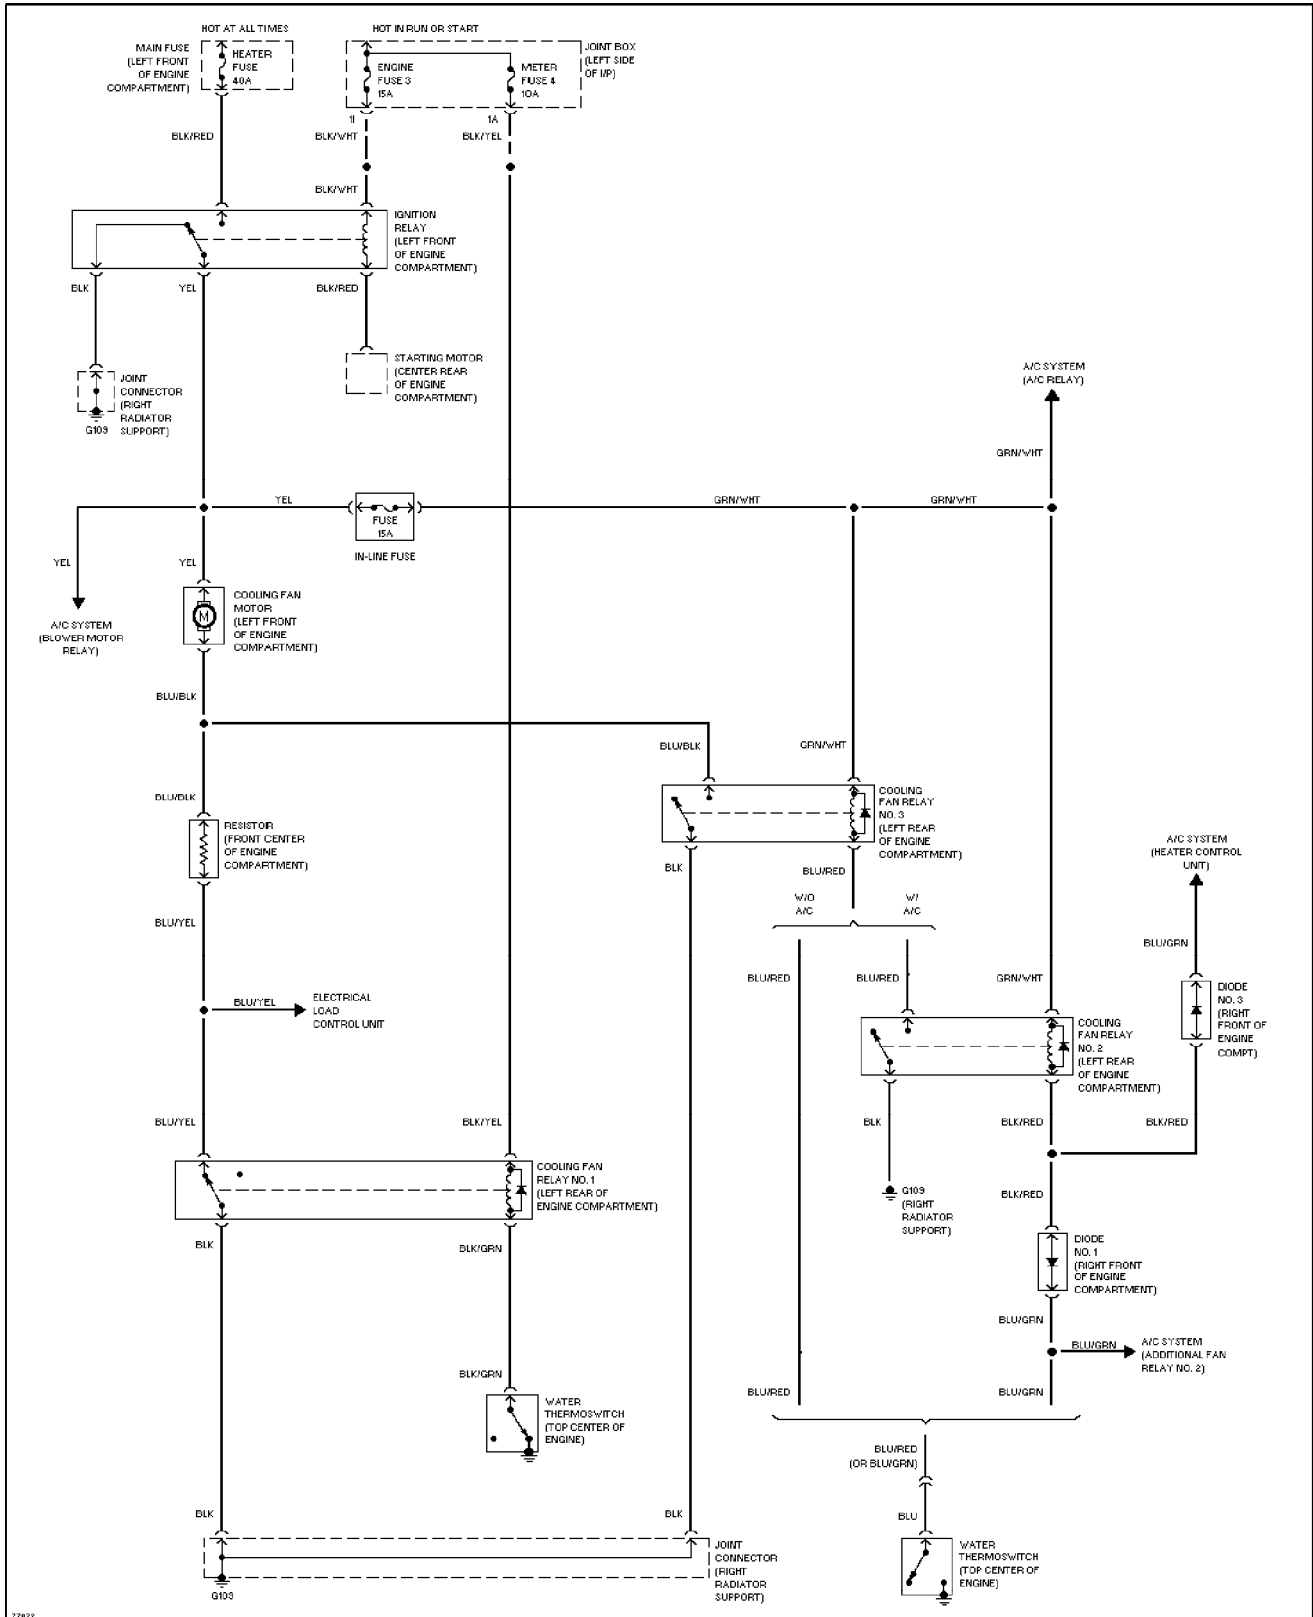 HOT AT ALL TIMES
HOT IN RUN OR START
MAIN FUSE
(LEFT FRONT
OF ENGINE
COMPARTMENT)
HEATER
FUSE
40A
ENGINE
FUSE 3
15A
METER
FUSE 4
10A
JOINT BOX
(LEFT SIDE
OF I/P)
1I
1A
BLK/RED
BLK/WHT
BLK/YEL
BLK/WHT
IGNITION
RELAY
(LEFT FRONT
OF ENGINE
COMPARTMENT)
BLK
YEL
BLK/RED
JOINT
CONNECTOR
(RIGHT
RADIATOR
SUPPORT)
G109
STARTING MOTOR
(CENTER REAR
OF ENGINE
COMPARTMENT)
A/C SYSTEM
(A/C RELAY)
GRN/WHT
YEL
FUSE
15A
IN-LINE FUSE
GRN/WHT
GRN/WHT
YEL
YEL
A/C SYSTEM
(BLOWER MOTOR
RELAY)
M
COOLING FAN
MOTOR
(LEFT FRONT
OF ENGINE
COMPARTMENT)
BLU/BLK
BLU/BLK
GRN/WHT
BLU/BLK
RESISTOR
(FRONT CENTER
OF ENGINE
COMPARTMENT)
COOLING
FAN RELAY
NO. 3
(LEFT REAR
OF ENGINE
COMPARTMENT)
BLK
BLU/RED
W/O
A/C
W/
A/C
A/C SYSTEM
(HEATER CONTROL
UNIT)
BLU/YEL
BLU/GRN
BLU/RED
BLU/RED
GRN/WHT
BLU/YEL
ELECTRICAL
LOAD
CONTROL UNIT
DIODE
NO. 3
(RIGHT
FRONT OF
ENGINE
COMPT)
COOLING
FAN RELAY
NO. 2
(LEFT REAR
OF ENGINE
COMPARTMENT)
BLU/YEL
BLK/YEL
BLK
BLK/RED
BLK/RED
COOLING FAN
RELAY NO. 1
(LEFT REAR OF
ENGINE COMPARTMENT)
G109
(RIGHT
RADIATOR
SUPPORT)
BLK/RED
BLK
BLK/GRN
DIODE
NO. 1
(RIGHT FRONT
OF ENGINE
COMPARTMENT)
BLU/GRN
BLU/GRN
A/C SYSTEM
(ADDITIONAL FAN
RELAY NO. 2)
BLK/GRN
BLU/RED
BLU/GRN
WATER
THERMOSWITCH
(TOP CENTER OF
ENGINE)
BLU/RED
(OR BLU/GRN)
BLK
BLK
BLU
JOINT
CONNECTOR
(RIGHT
RADIATOR
SUPPORT)
G109
WATER
THERMOSWITCH
(TOP CENTER OF
ENGINE)